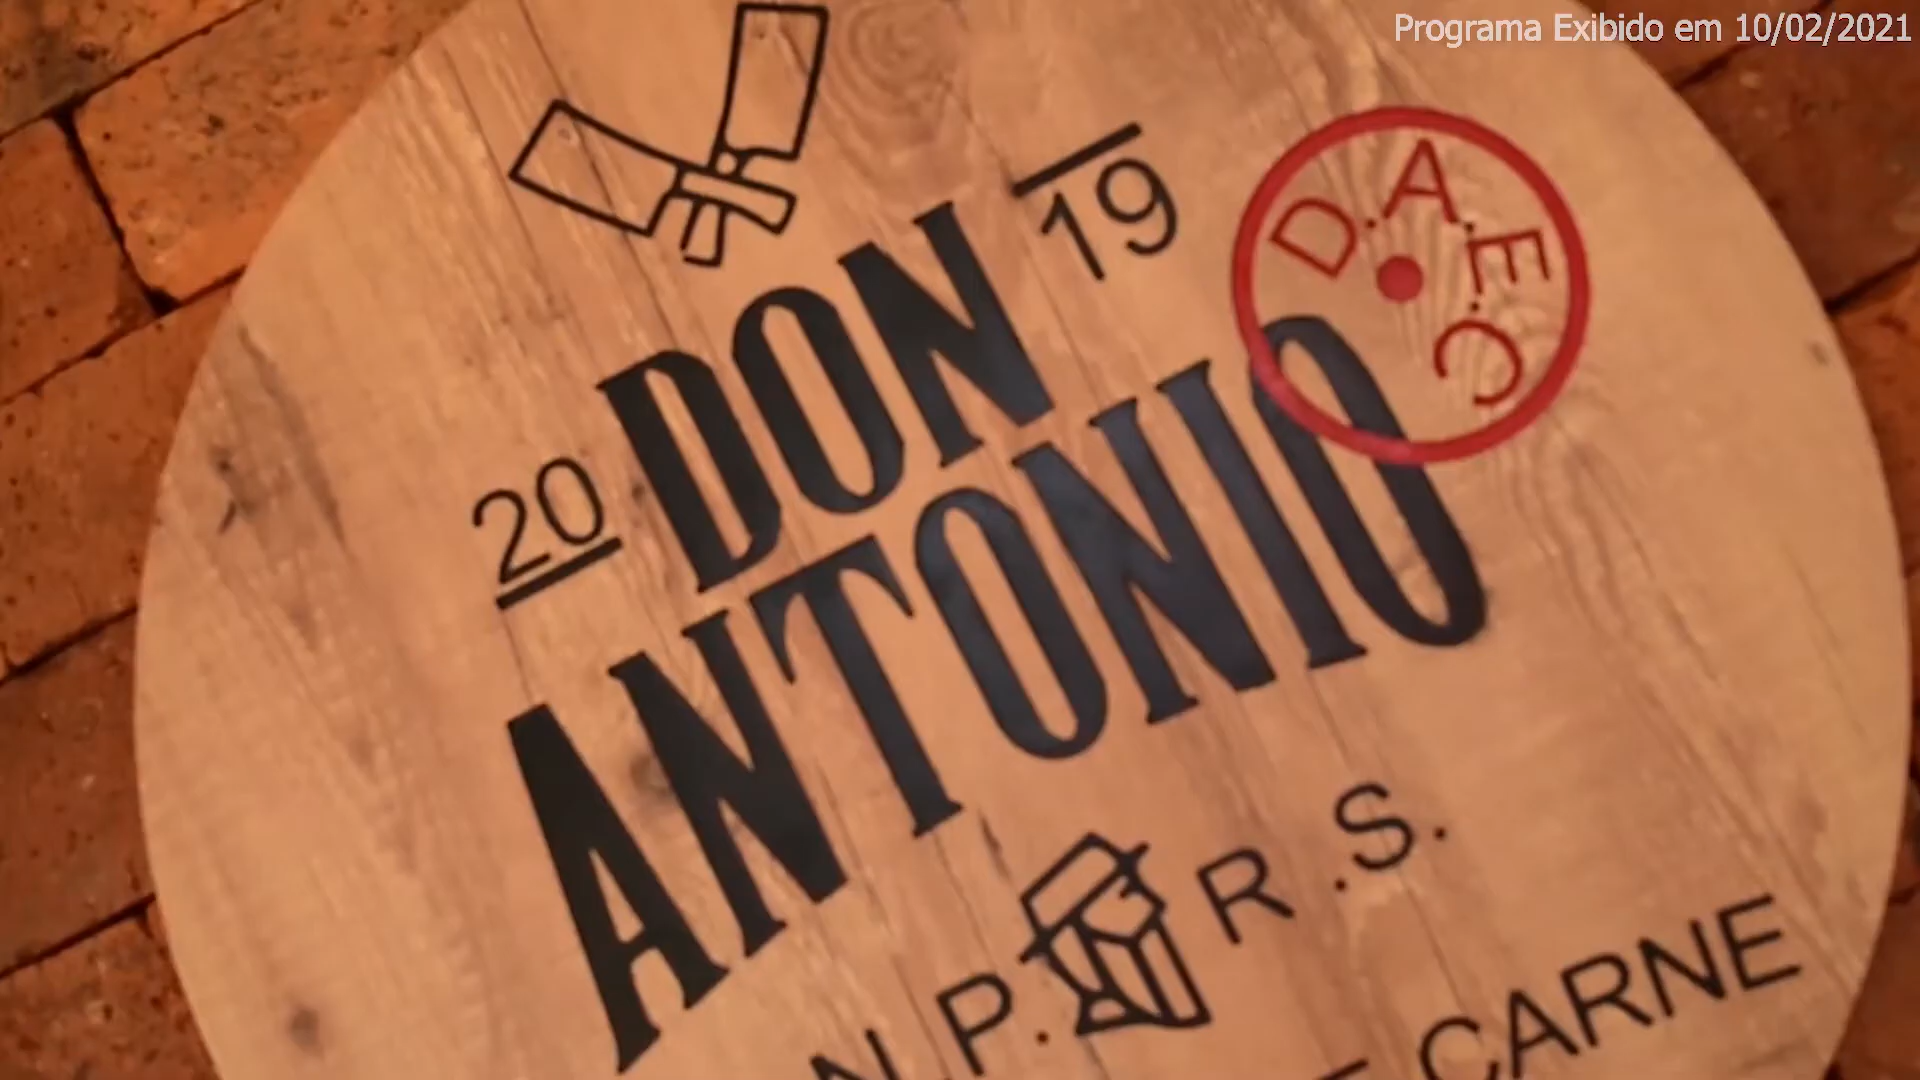 Programa Exibido em 10/02/2021
D.A.E.C
20 19
DON
ANTONIO
N.P. R.S.
CARNE